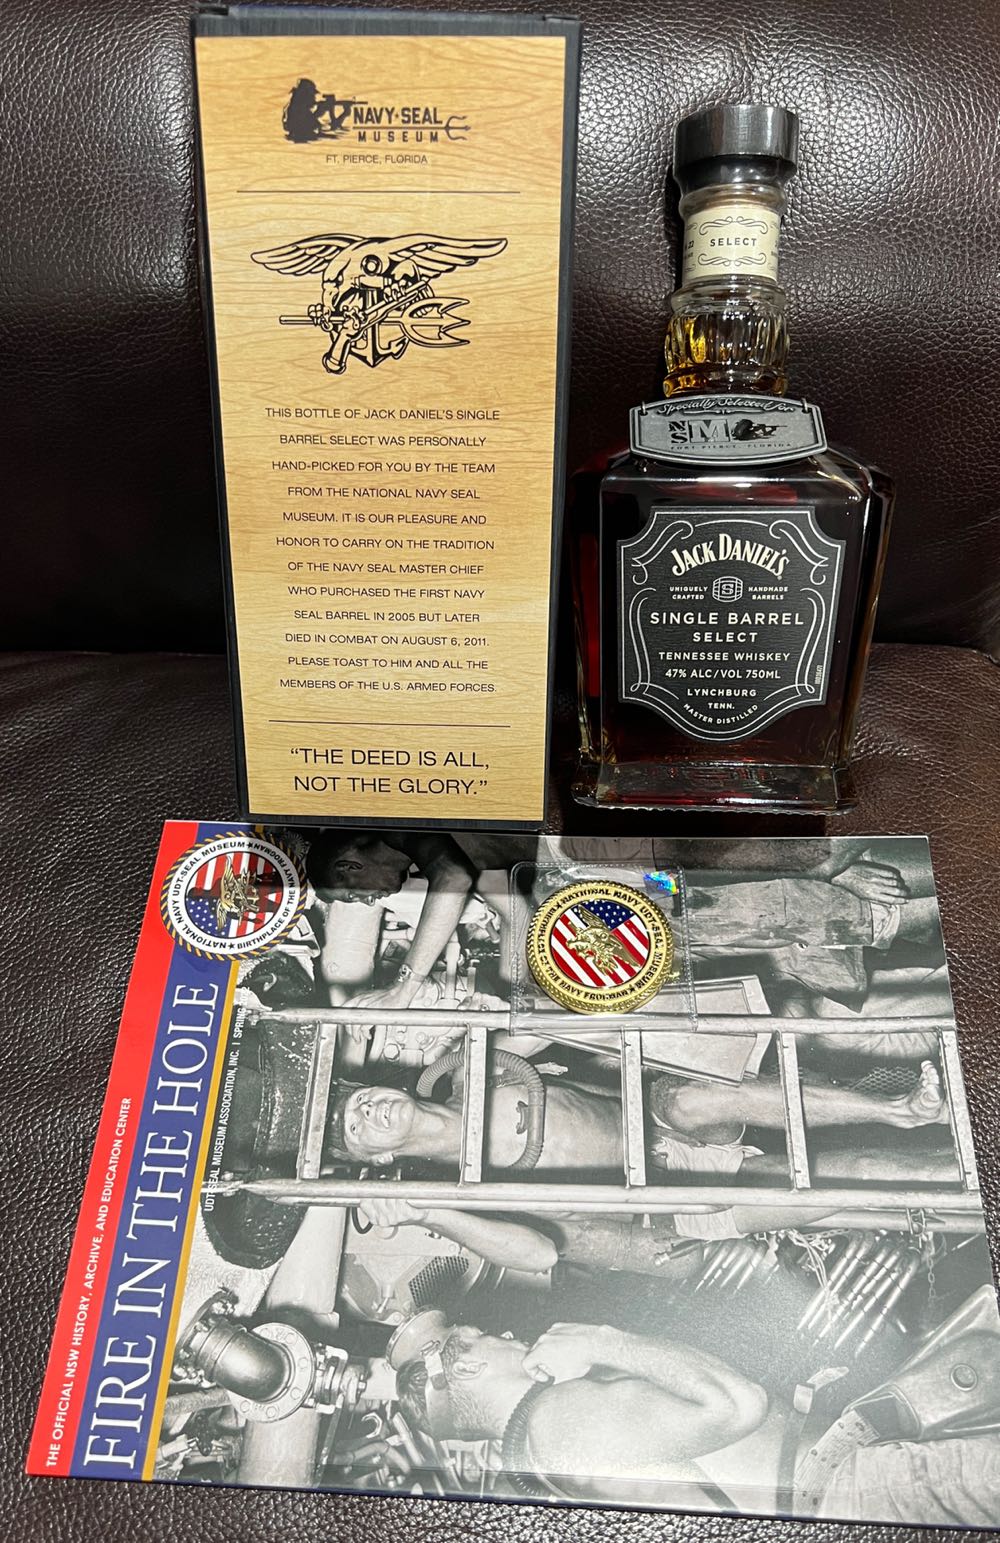 NAVY SEAL
MUSEUM
FT. PIERCE, FLORIDA
THIS BOTTLE OF JACK DANIEL'S SINGLE
BARREL SELECT WAS PERSONALLY
HAND-PICKED FOR YOU BY THE TEAM
FROM THE NATIONAL NAVY SEAL
MUSEUM. IT IS OUR PLEASURE AND
HONOR TO CARRY ON THE TRADITION
OF THE NAVY SEAL MASTER CHIEF
WHO PURCHASED THE FIRST NAVY
SEAL BARREL IN 2005 BUT LATER
DIED IN COMBAT ON AUGUST 6, 2011.
PLEASE TOAST TO HIM AND ALL THE
MEMBERS OF THE U.S. ARMED FORCES.
“THE DEED IS ALL,
NOT THE GLORY.”
SELECT
Specially Selected for
NS M
FORT PIERCE, FLORIDA
JACK DANIEL'S
UNIQUELY CRAFTED S HANDMADE BARRELS
SINGLE BARREL
SELECT
TENNESSEE WHISKEY
47% ALC/VOL 750ML
LYNCHBURG
TENN.
MASTER DISTILLED
NATIONAL NAVY UDT-SEAL MUSEUM
★ BIRTHPLACE OF THE NAVY FROGMAN ★
THE OFFICIAL NSW HISTORY, ARCHIVE, AND EDUCATION CENTER
FIRE IN THE HOLE
UDT-SEAL MUSEUM ASSOCIATION, INC. | SPRING
NATIONAL NAVY UDT-SEAL MUSEUM
OF THE NAVY FROGMAN